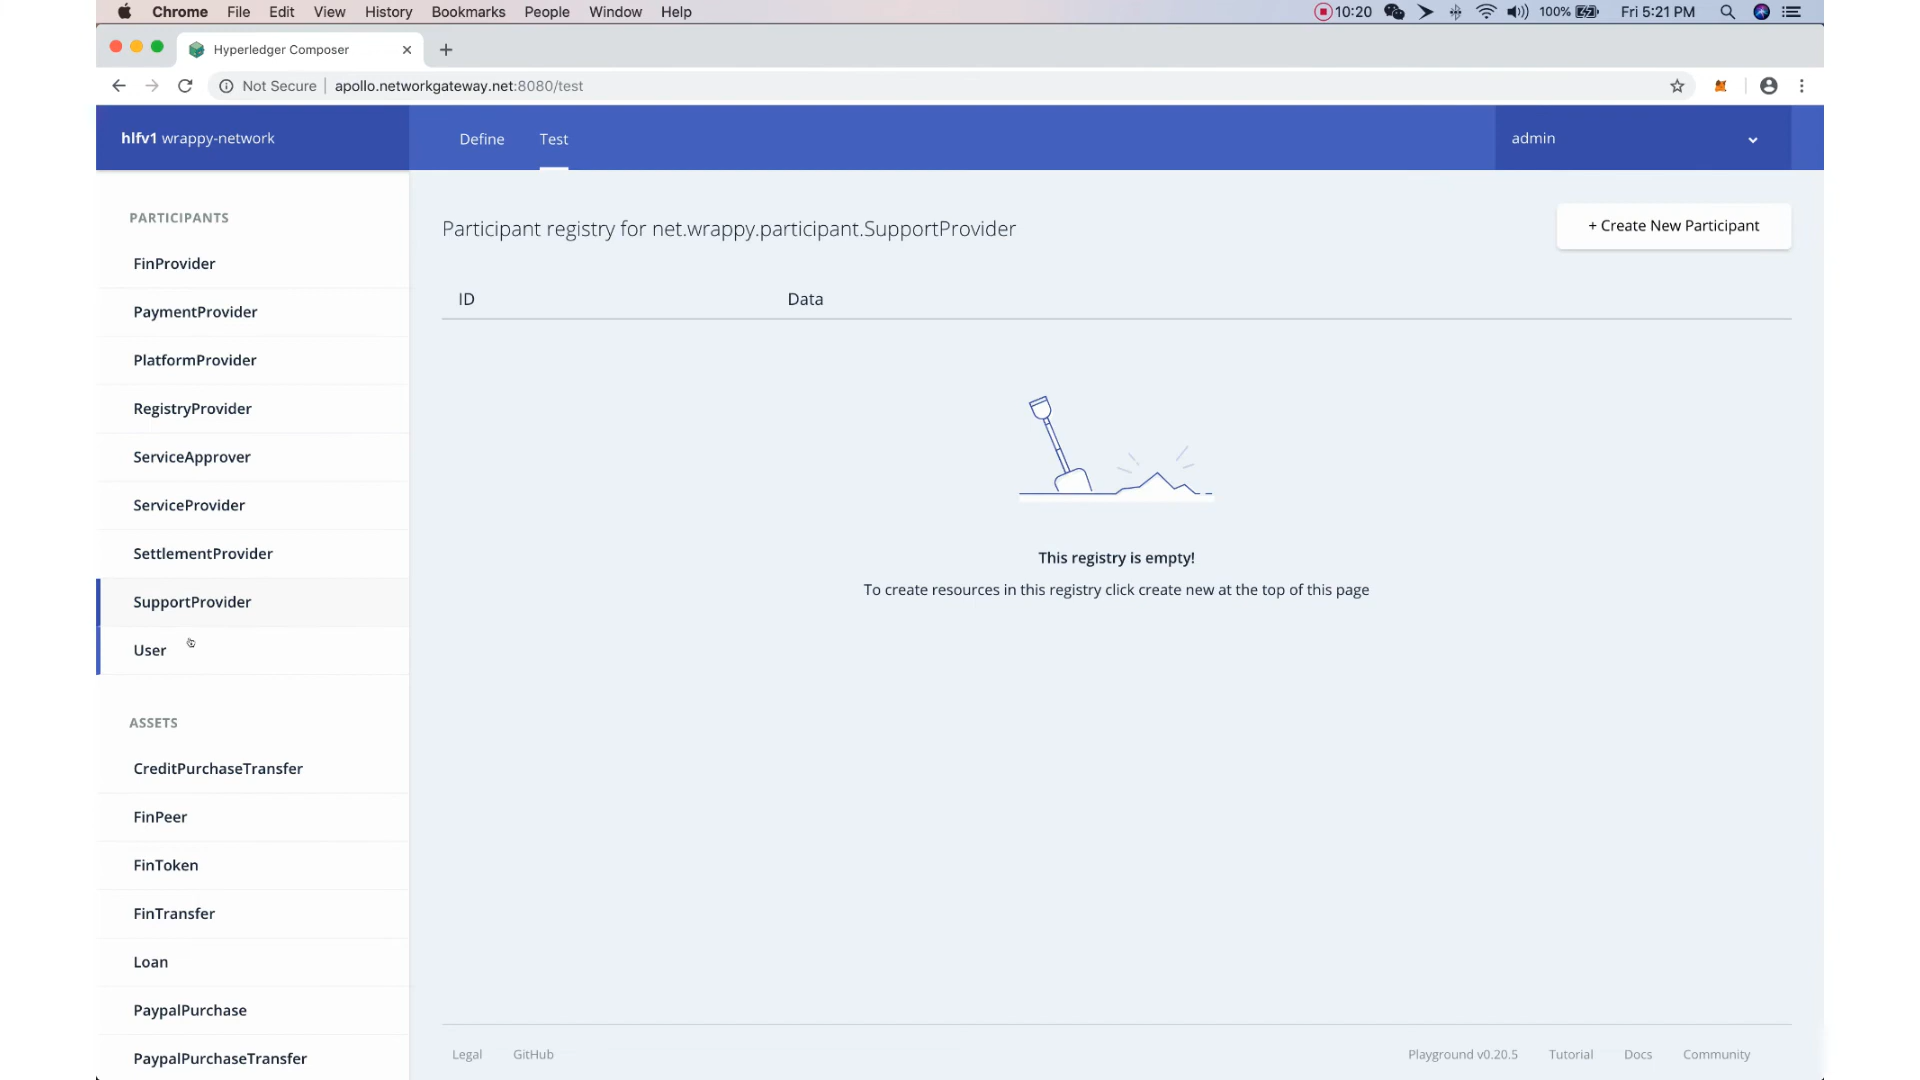 Chrome File Edit View History Bookmarks People Window Help 10:20 100% Fri 5:21 PM
Hyperledger Composer
Not Secure apollo.networkgateway.net:8080/test
hlfv1 wrappy-network Define Test admin
PARTICIPANTS
FinProvider
PaymentProvider
PlatformProvider
RegistryProvider
ServiceApprover
ServiceProvider
SettlementProvider
SupportProvider
User
ASSETS
CreditPurchaseTransfer
FinPeer
FinToken
FinTransfer
Loan
PaypalPurchase
PaypalPurchaseTransfer
Participant registry for net.wrappy.participant.SupportProvider
+ Create New Participant
ID Data
This registry is empty!
To create resources in this registry click create new at the top of this page
Legal GitHub Playground v0.20.5 Tutorial Docs Community